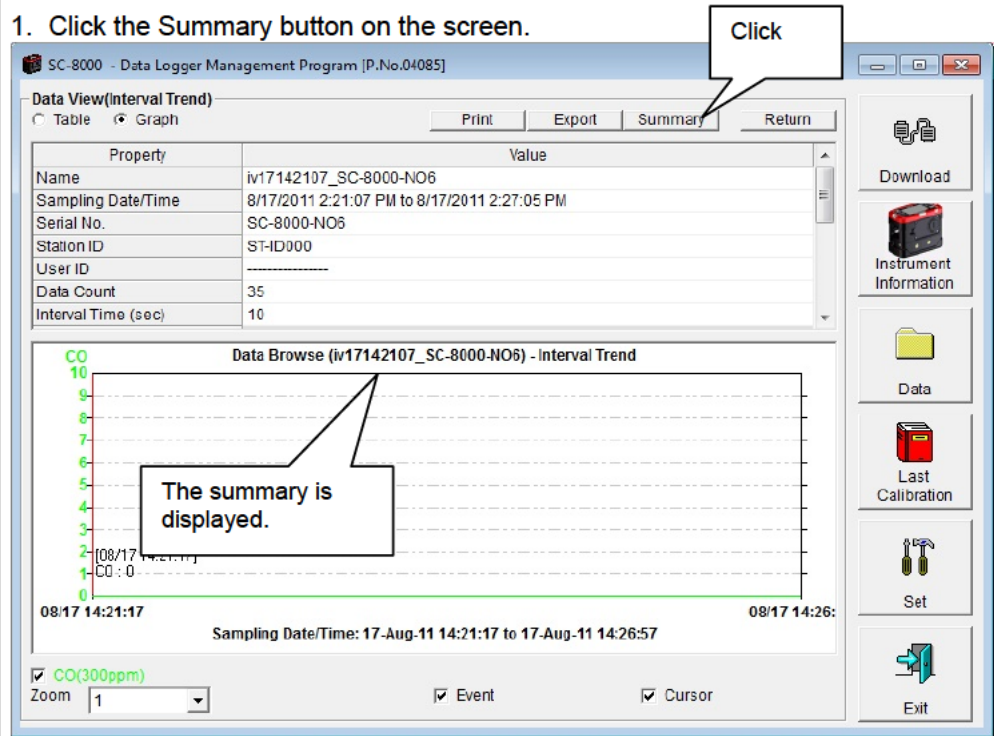 1. Click the Summary button on the screen.
Click
SC-8000 - Data Logger Management Program [P.No.04085]
Data View(Interval Trend)
Table Graph Print Export Summary Return
Property Value
Name iv17142107_SC-8000-NO6
Sampling Date/Time 8/17/2011 2:21:07 PM to 8/17/2011 2:27:05 PM
Serial No. SC-8000-NO6
Station ID ST-ID000
User ID ----------------
Data Count 35
Interval Time (sec) 10
Download
Instrument
Information
Data
Last
Calibration
Set
Exit
CO Data Browse (iv17142107_SC-8000-NO6) - Interval Trend
10
9
8
7
6
5
4
3
2
1
0
The summary is
displayed.
[08/17 14:21:17]
CO : 0
08/17 14:21:17 08/17 14:26:
Sampling Date/Time: 17-Aug-11 14:21:17 to 17-Aug-11 14:26:57
CO(300ppm)
Zoom 1 Event Cursor